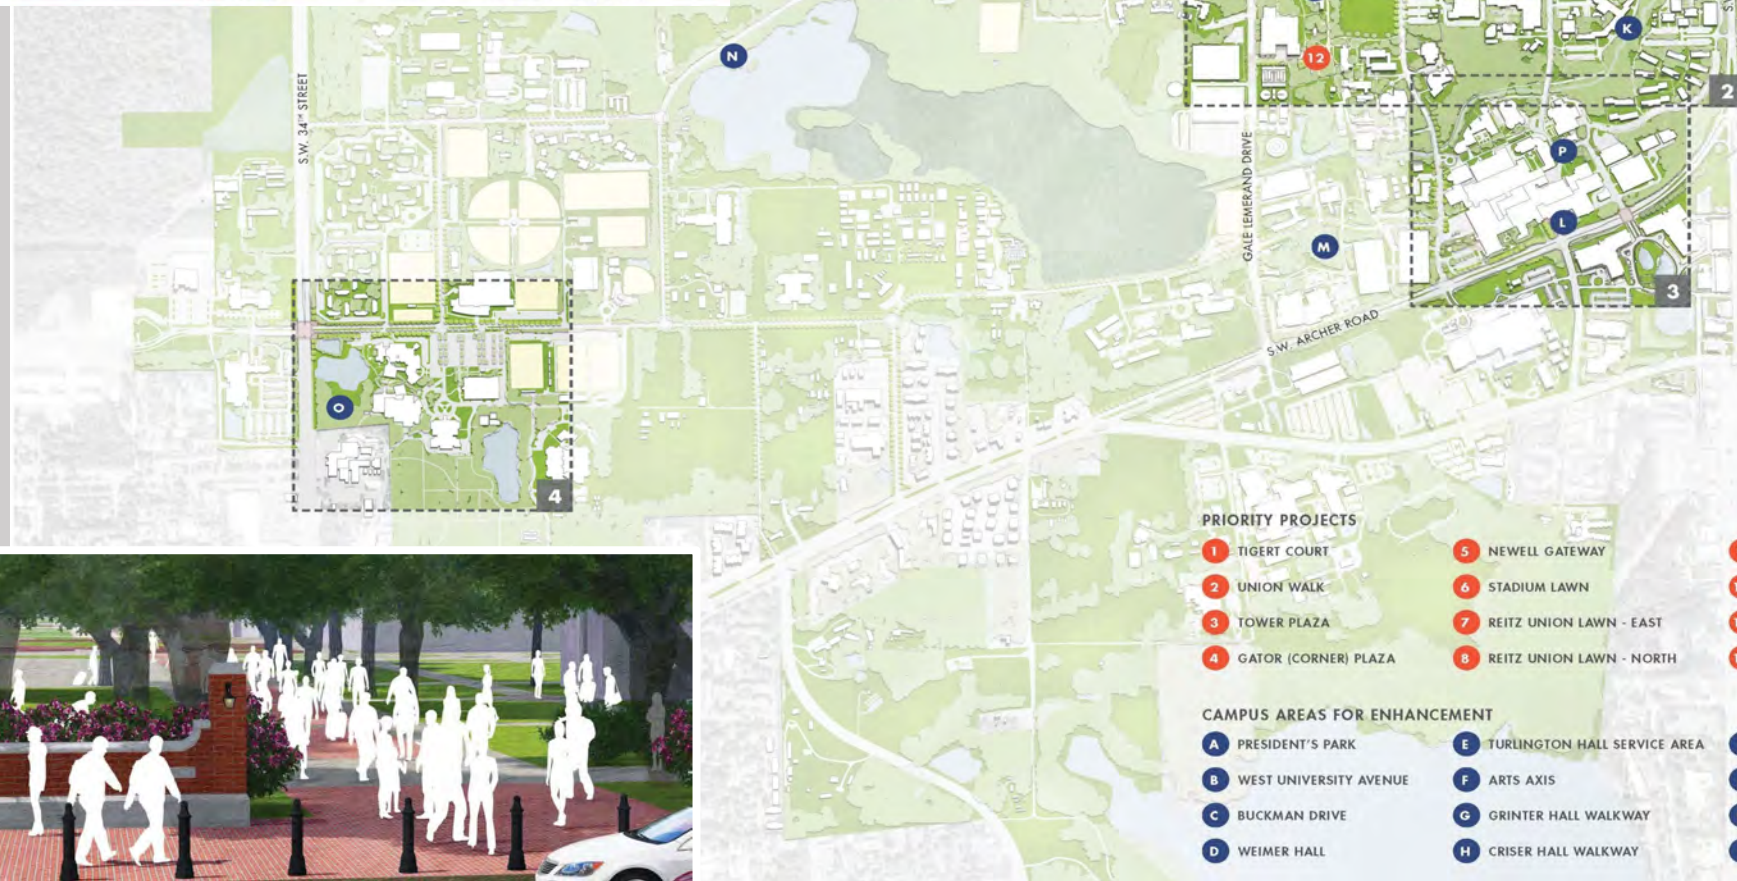 N
K
12
2
S.W. 34TH STREET
P
GALE LEMERAND DRIVE
L
M
3
S.W. ARCHER ROAD
O
4
PRIORITY PROJECTS
1 TIGERT COURT
2 UNION WALK
3 TOWER PLAZA
4 GATOR (CORNER) PLAZA
5 NEWELL GATEWAY
6 STADIUM LAWN
7 REITZ UNION LAWN - EAST
8 REITZ UNION LAWN - NORTH
CAMPUS AREAS FOR ENHANCEMENT
A PRESIDENT'S PARK
B WEST UNIVERSITY AVENUE
C BUCKMAN DRIVE
D WEIMER HALL
E TURLINGTON HALL SERVICE AREA
F ARTS AXIS
G GRINTER HALL WALKWAY
H CRISER HALL WALKWAY